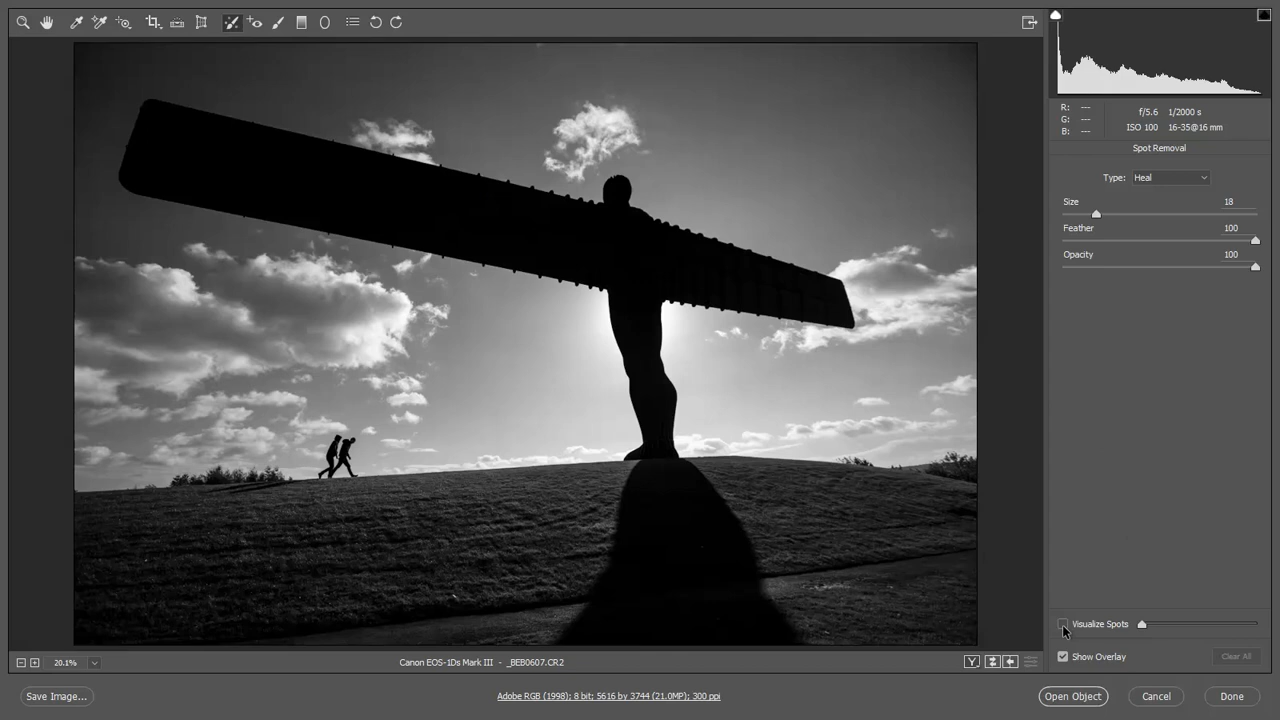 R: ---
G: ---
B: ---
f/5.6 1/2000 s
ISO 100 16-35@16 mm
Spot Removal
Type: Heal
Size 18
Feather 100
Opacity 100
Visualize Spots
Show Overlay
Clear All
20.1%
Canon EOS-1Ds Mark III - _BEB0607.CR2
Y
Save Image...
Adobe RGB (1998); 8 bit; 5616 by 3744 (21.0MP); 300 ppi
Open Object
Cancel
Done